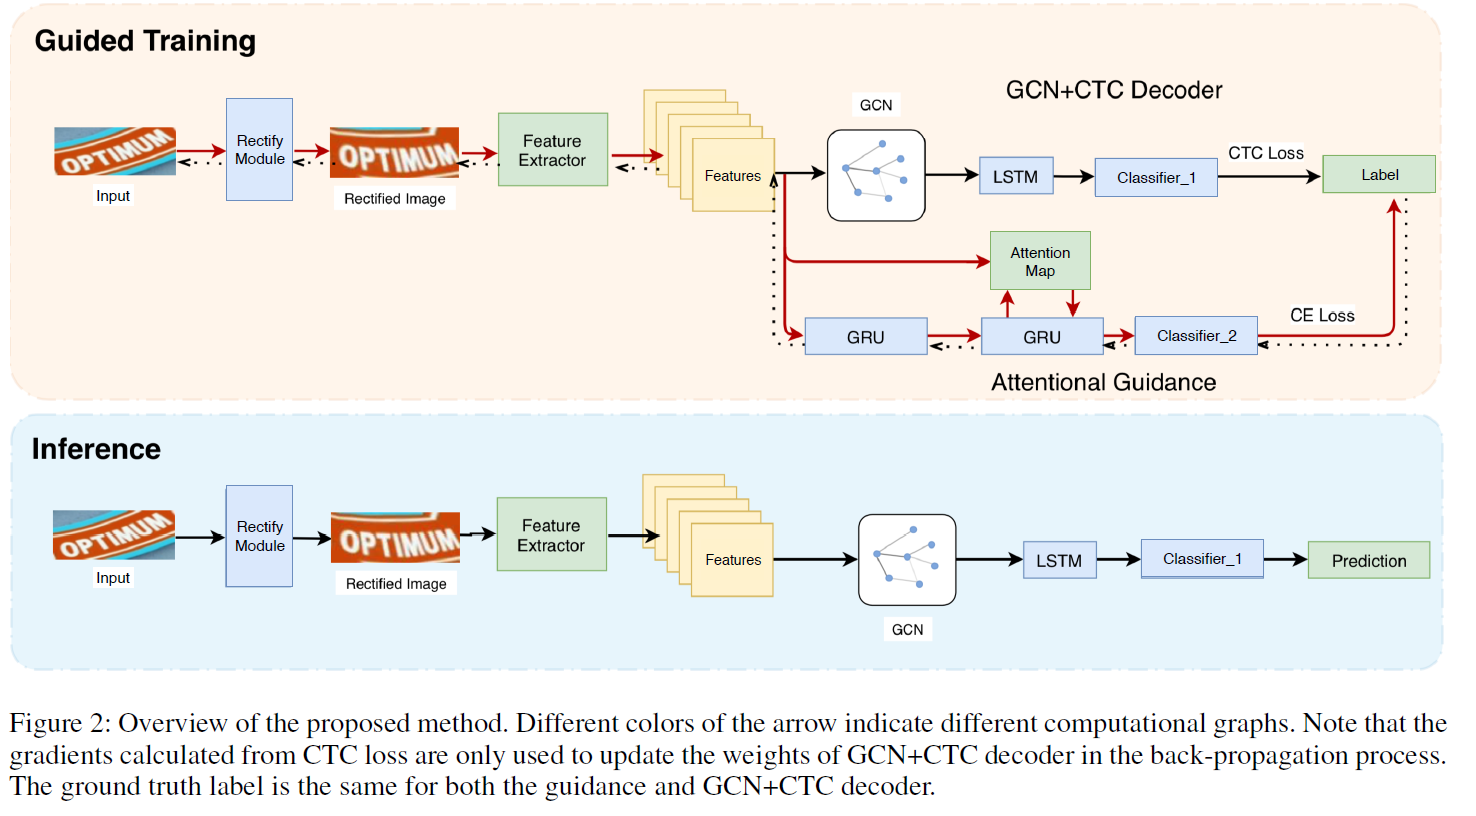 Guided Training
GCN+CTC Decoder
GCN
OPTIMUM
Rectify
Module
OPTIMUM
Feature
Extractor
Features
LSTM
Classifier_1
CTC Loss
Label
Input
Rectified Image
Attention
Map
GRU
GRU
Classifier_2
CE Loss
Attentional Guidance
Inference
OPTIMUM
Rectify
Module
OPTIMUM
Feature
Extractor
Features
LSTM
Classifier_1
Prediction
Input
Rectified Image
GCN
Figure 2: Overview of the proposed method. Different colors of the arrow indicate different computational graphs. Note that the
gradients calculated from CTC loss are only used to update the weights of GCN+CTC decoder in the back-propagation process.
The ground truth label is the same for both the guidance and GCN+CTC decoder.